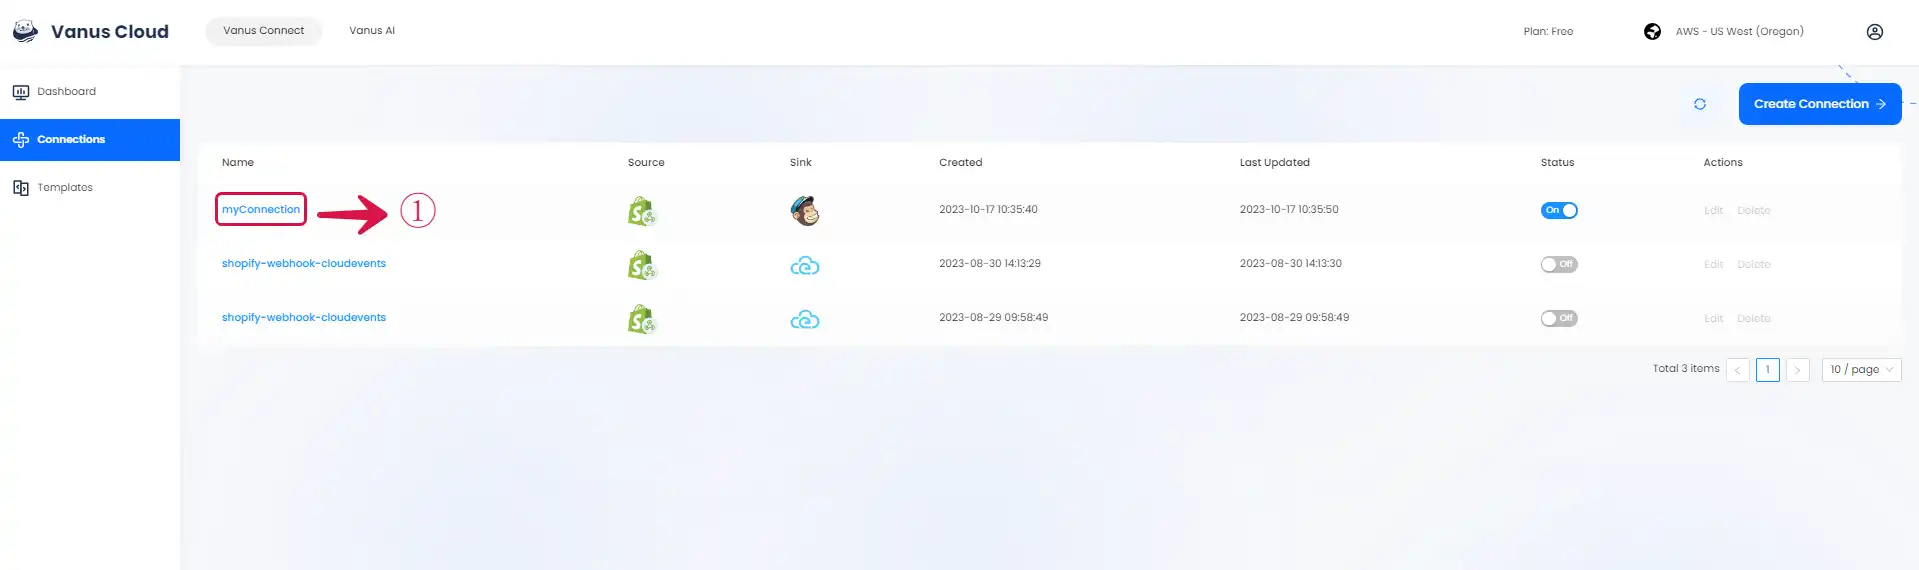 Vanus Cloud Vanus Connect Vanus AI Plan: Free AWS - US West (Oregon)
Dashboard
Create Connection
Connections
Name Source Sink Created Last Updated Status Actions
Templates
myConnection ① 2023-10-17 10:35:40 2023-10-17 10:35:50 On Edit Delete
shopify-webhook-cloudevents 2023-08-30 14:13:29 2023-08-30 14:13:30 Off Edit Delete
shopify-webhook-cloudevents 2023-08-29 09:58:49 2023-08-29 09:58:49 Off Edit Delete
Total 3 items < 1 > 10 / page